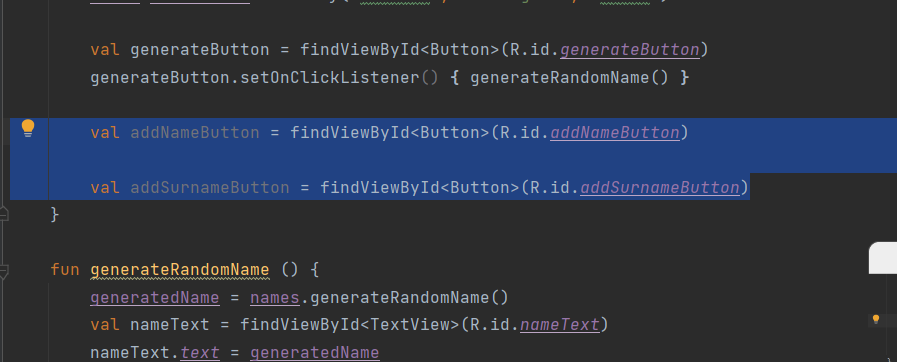 val generateButton = findViewById<Button>(R.id.generateButton)
generateButton.setOnClickListener() { generateRandomName() }
val addNameButton = findViewById<Button>(R.id.addNameButton)
val addSurnameButton = findViewById<Button>(R.id.addSurnameButton)
}
fun generateRandomName () {
generatedName = names.generateRandomName()
val nameText = findViewById<TextView>(R.id.nameText)
nameText.text = generatedName